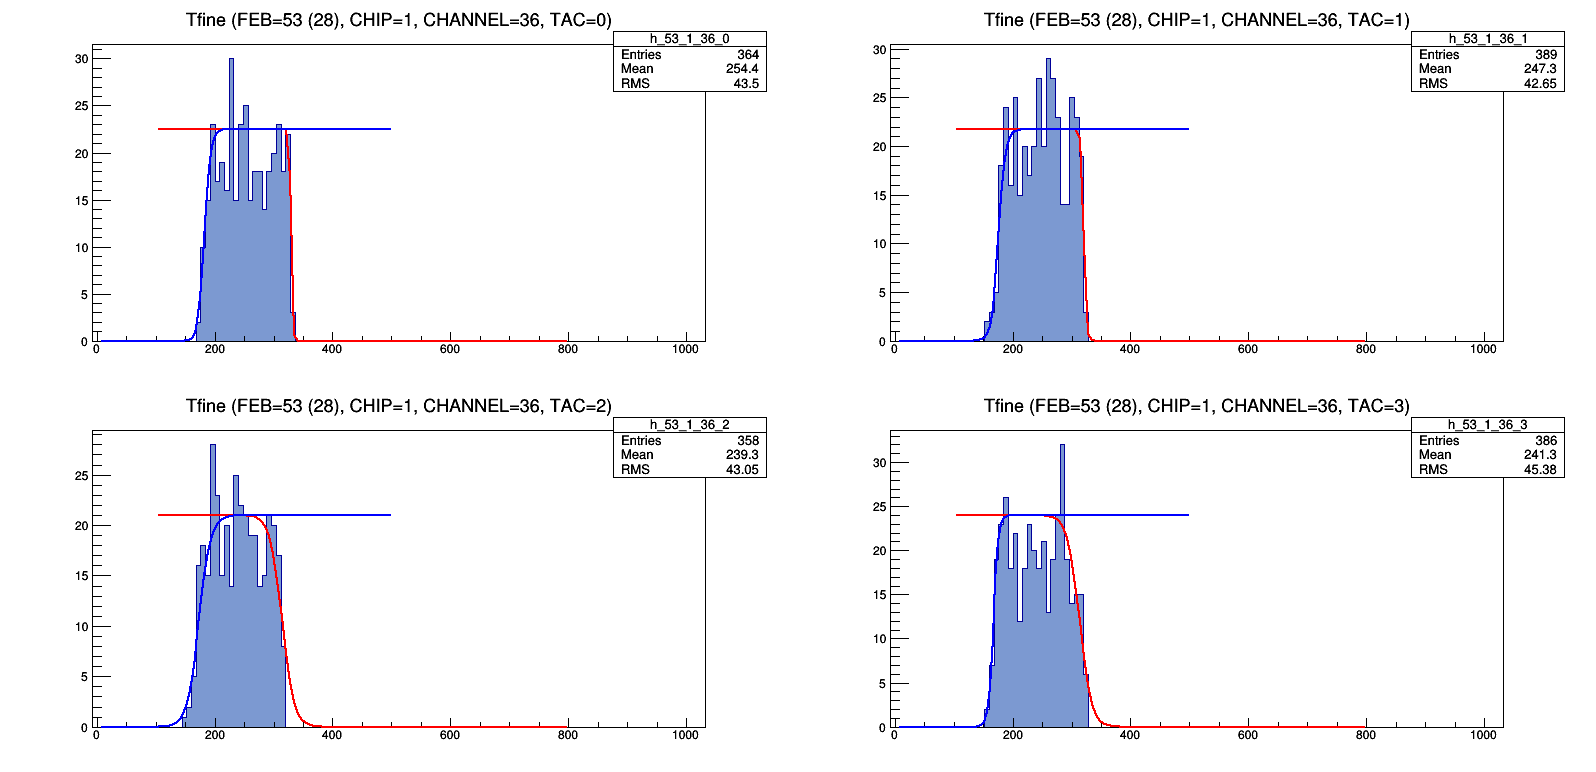 Tfine (FEB=53 (28), CHIP=1, CHANNEL=36, TAC=0)
h_53_1_36_0
Entries 364
Mean 254.4
RMS 43.5
30
25
20
15
10
5
0
0 200 400 600 800 1000
Tfine (FEB=53 (28), CHIP=1, CHANNEL=36, TAC=1)
h_53_1_36_1
Entries 389
Mean 247.3
RMS 42.65
30
25
20
15
10
5
0
0 200 400 600 800 1000
Tfine (FEB=53 (28), CHIP=1, CHANNEL=36, TAC=2)
h_53_1_36_2
Entries 358
Mean 239.3
RMS 43.05
25
20
15
10
5
0
0 200 400 600 800 1000
Tfine (FEB=53 (28), CHIP=1, CHANNEL=36, TAC=3)
h_53_1_36_3
Entries 386
Mean 241.3
RMS 45.38
30
25
20
15
10
5
0
0 200 400 600 800 1000